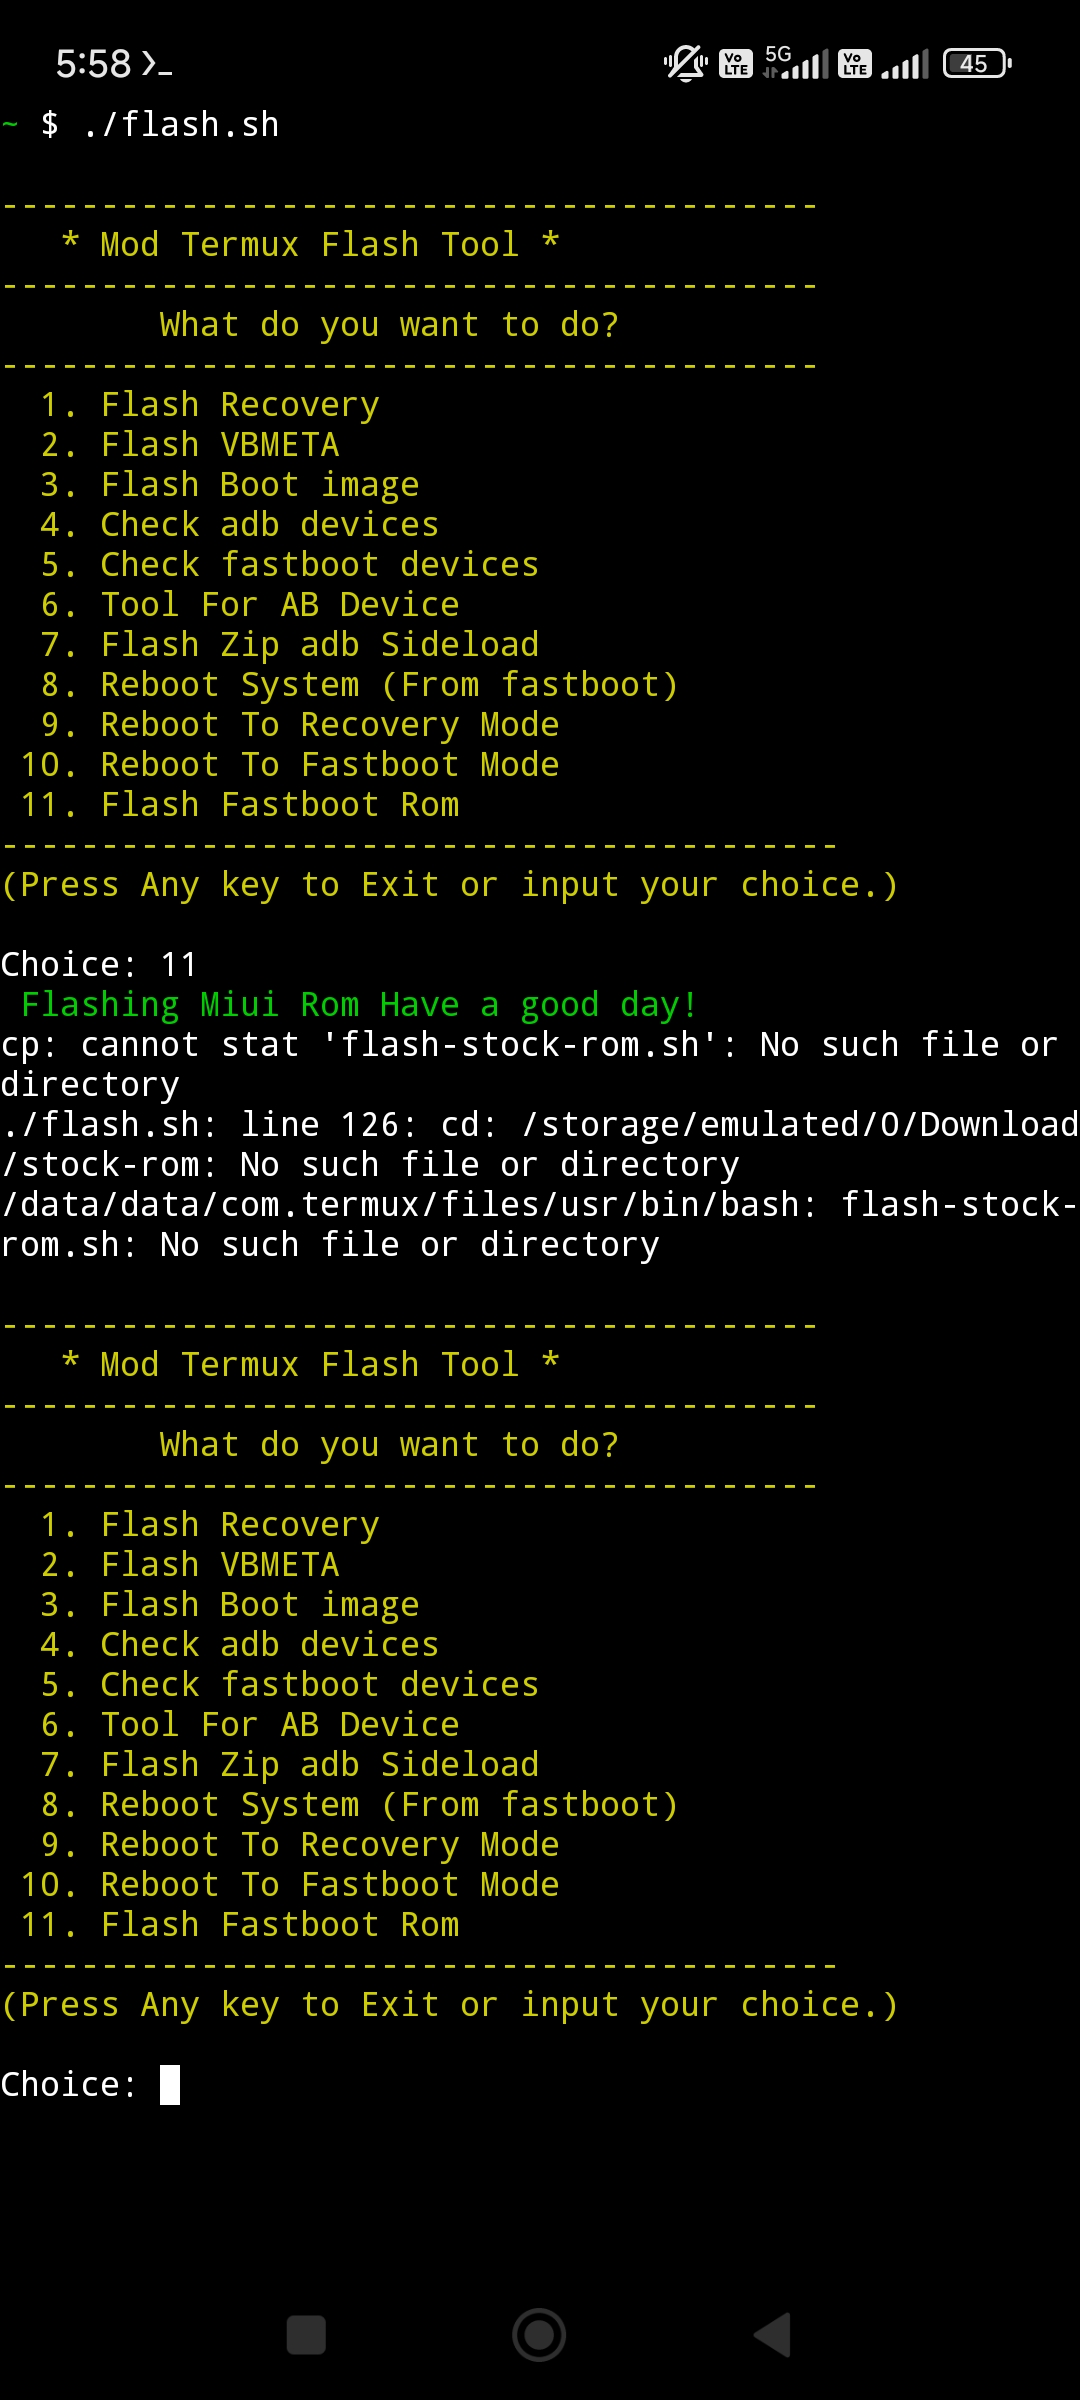 5:58
5G
Vo LTE
Vo LTE
45
~ $ ./flash.sh
-----------------------------------------
* Mod Termux Flash Tool *
-----------------------------------------
What do you want to do?
-----------------------------------------
1. Flash Recovery
2. Flash VBMETA
3. Flash Boot image
4. Check adb devices
5. Check fastboot devices
6. Tool For AB Device
7. Flash Zip adb Sideload
8. Reboot System (From fastboot)
9. Reboot To Recovery Mode
10. Reboot To Fastboot Mode
11. Flash Fastboot Rom
------------------------------------------
(Press Any key to Exit or input your choice.)
Choice: 11
Flashing Miui Rom Have a good day!
cp: cannot stat 'flash-stock-rom.sh': No such file or
directory
./flash.sh: line 126: cd: /storage/emulated/0/Download
/stock-rom: No such file or directory
/data/data/com.termux/files/usr/bin/bash: flash-stock-
rom.sh: No such file or directory
-----------------------------------------
* Mod Termux Flash Tool *
-----------------------------------------
What do you want to do?
-----------------------------------------
1. Flash Recovery
2. Flash VBMETA
3. Flash Boot image
4. Check adb devices
5. Check fastboot devices
6. Tool For AB Device
7. Flash Zip adb Sideload
8. Reboot System (From fastboot)
9. Reboot To Recovery Mode
10. Reboot To Fastboot Mode
11. Flash Fastboot Rom
------------------------------------------
(Press Any key to Exit or input your choice.)
Choice: